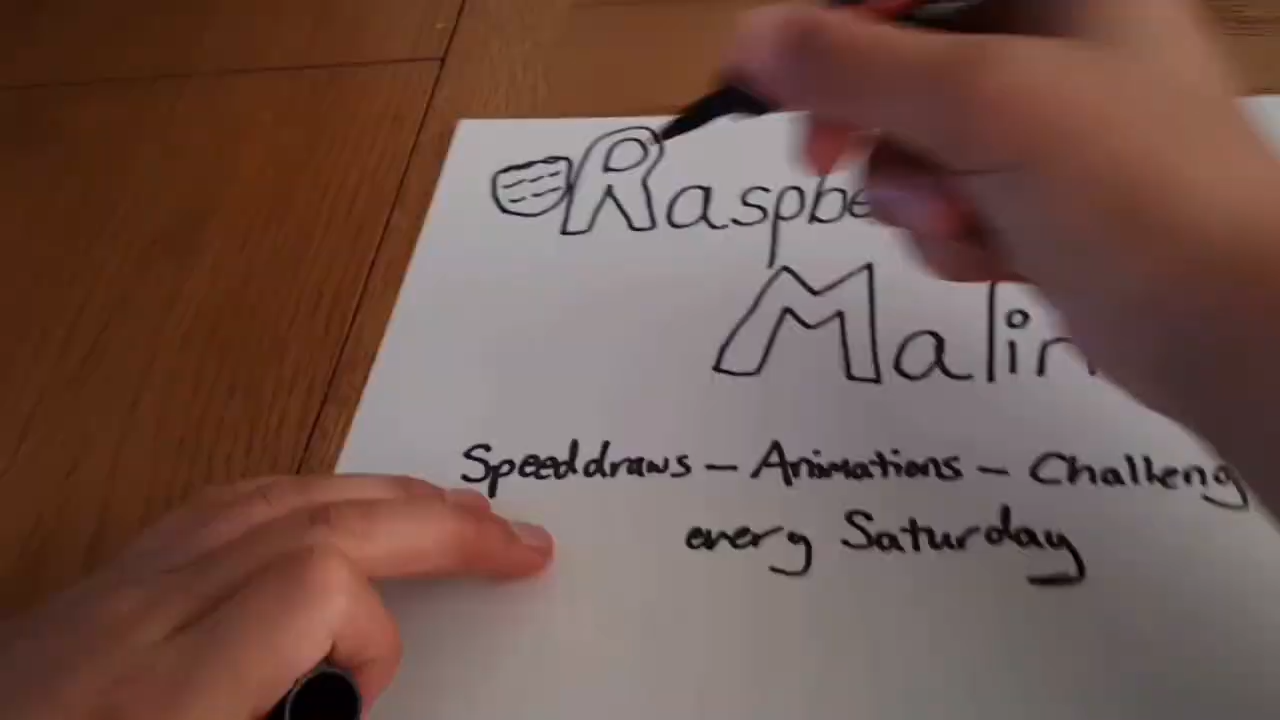 Raspbe
Malin
Speeddraws – Animations – Challeng
every Saturday